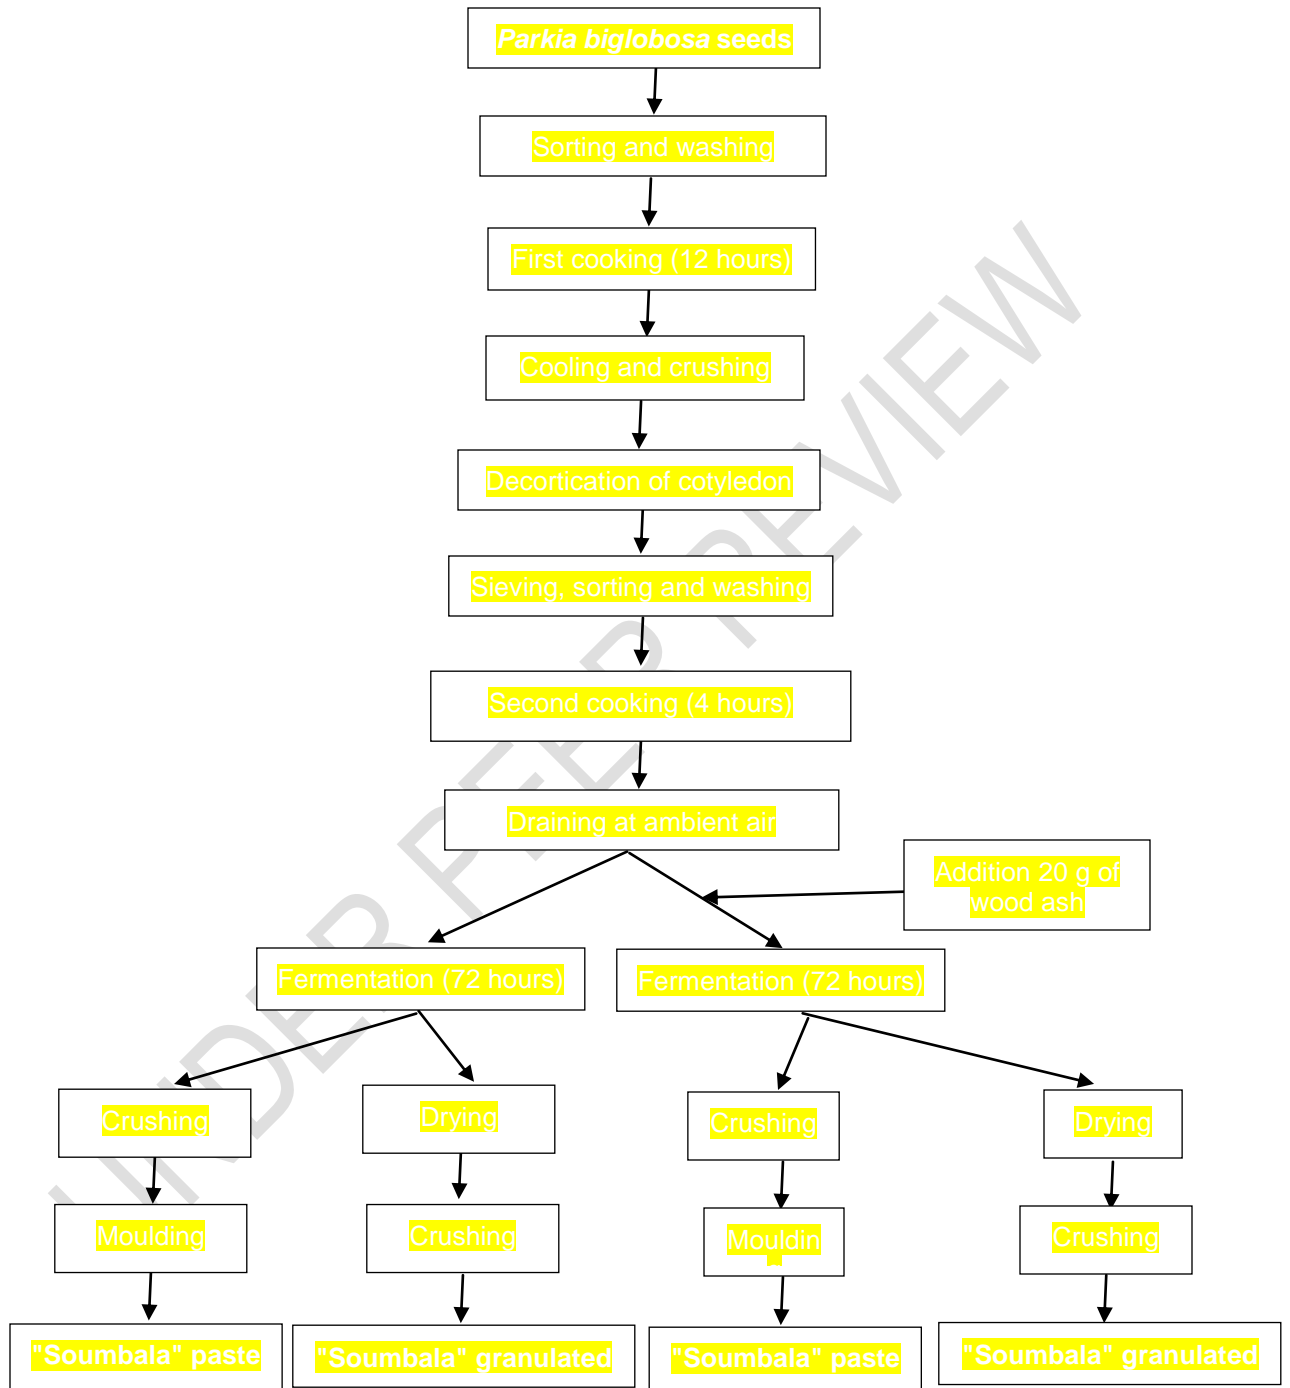 Parkia biglobosa seeds
Sorting and washing
First cooking (12 hours)
Cooling and crushing
Decortication of cotyledon
Sieving, sorting and washing
Second cooking (4 hours)
Draining at ambient air
Addition 20 g of
wood ash
Fermentation (72 hours)
Fermentation (72 hours)
Crushing
Drying
Crushing
Drying
Moulding
Crushing
Mouldin
Crushing
"Soumbala" paste
"Soumbala" granulated
"Soumbala" paste
"Soumbala" granulated
UNDER PEER REVIEW